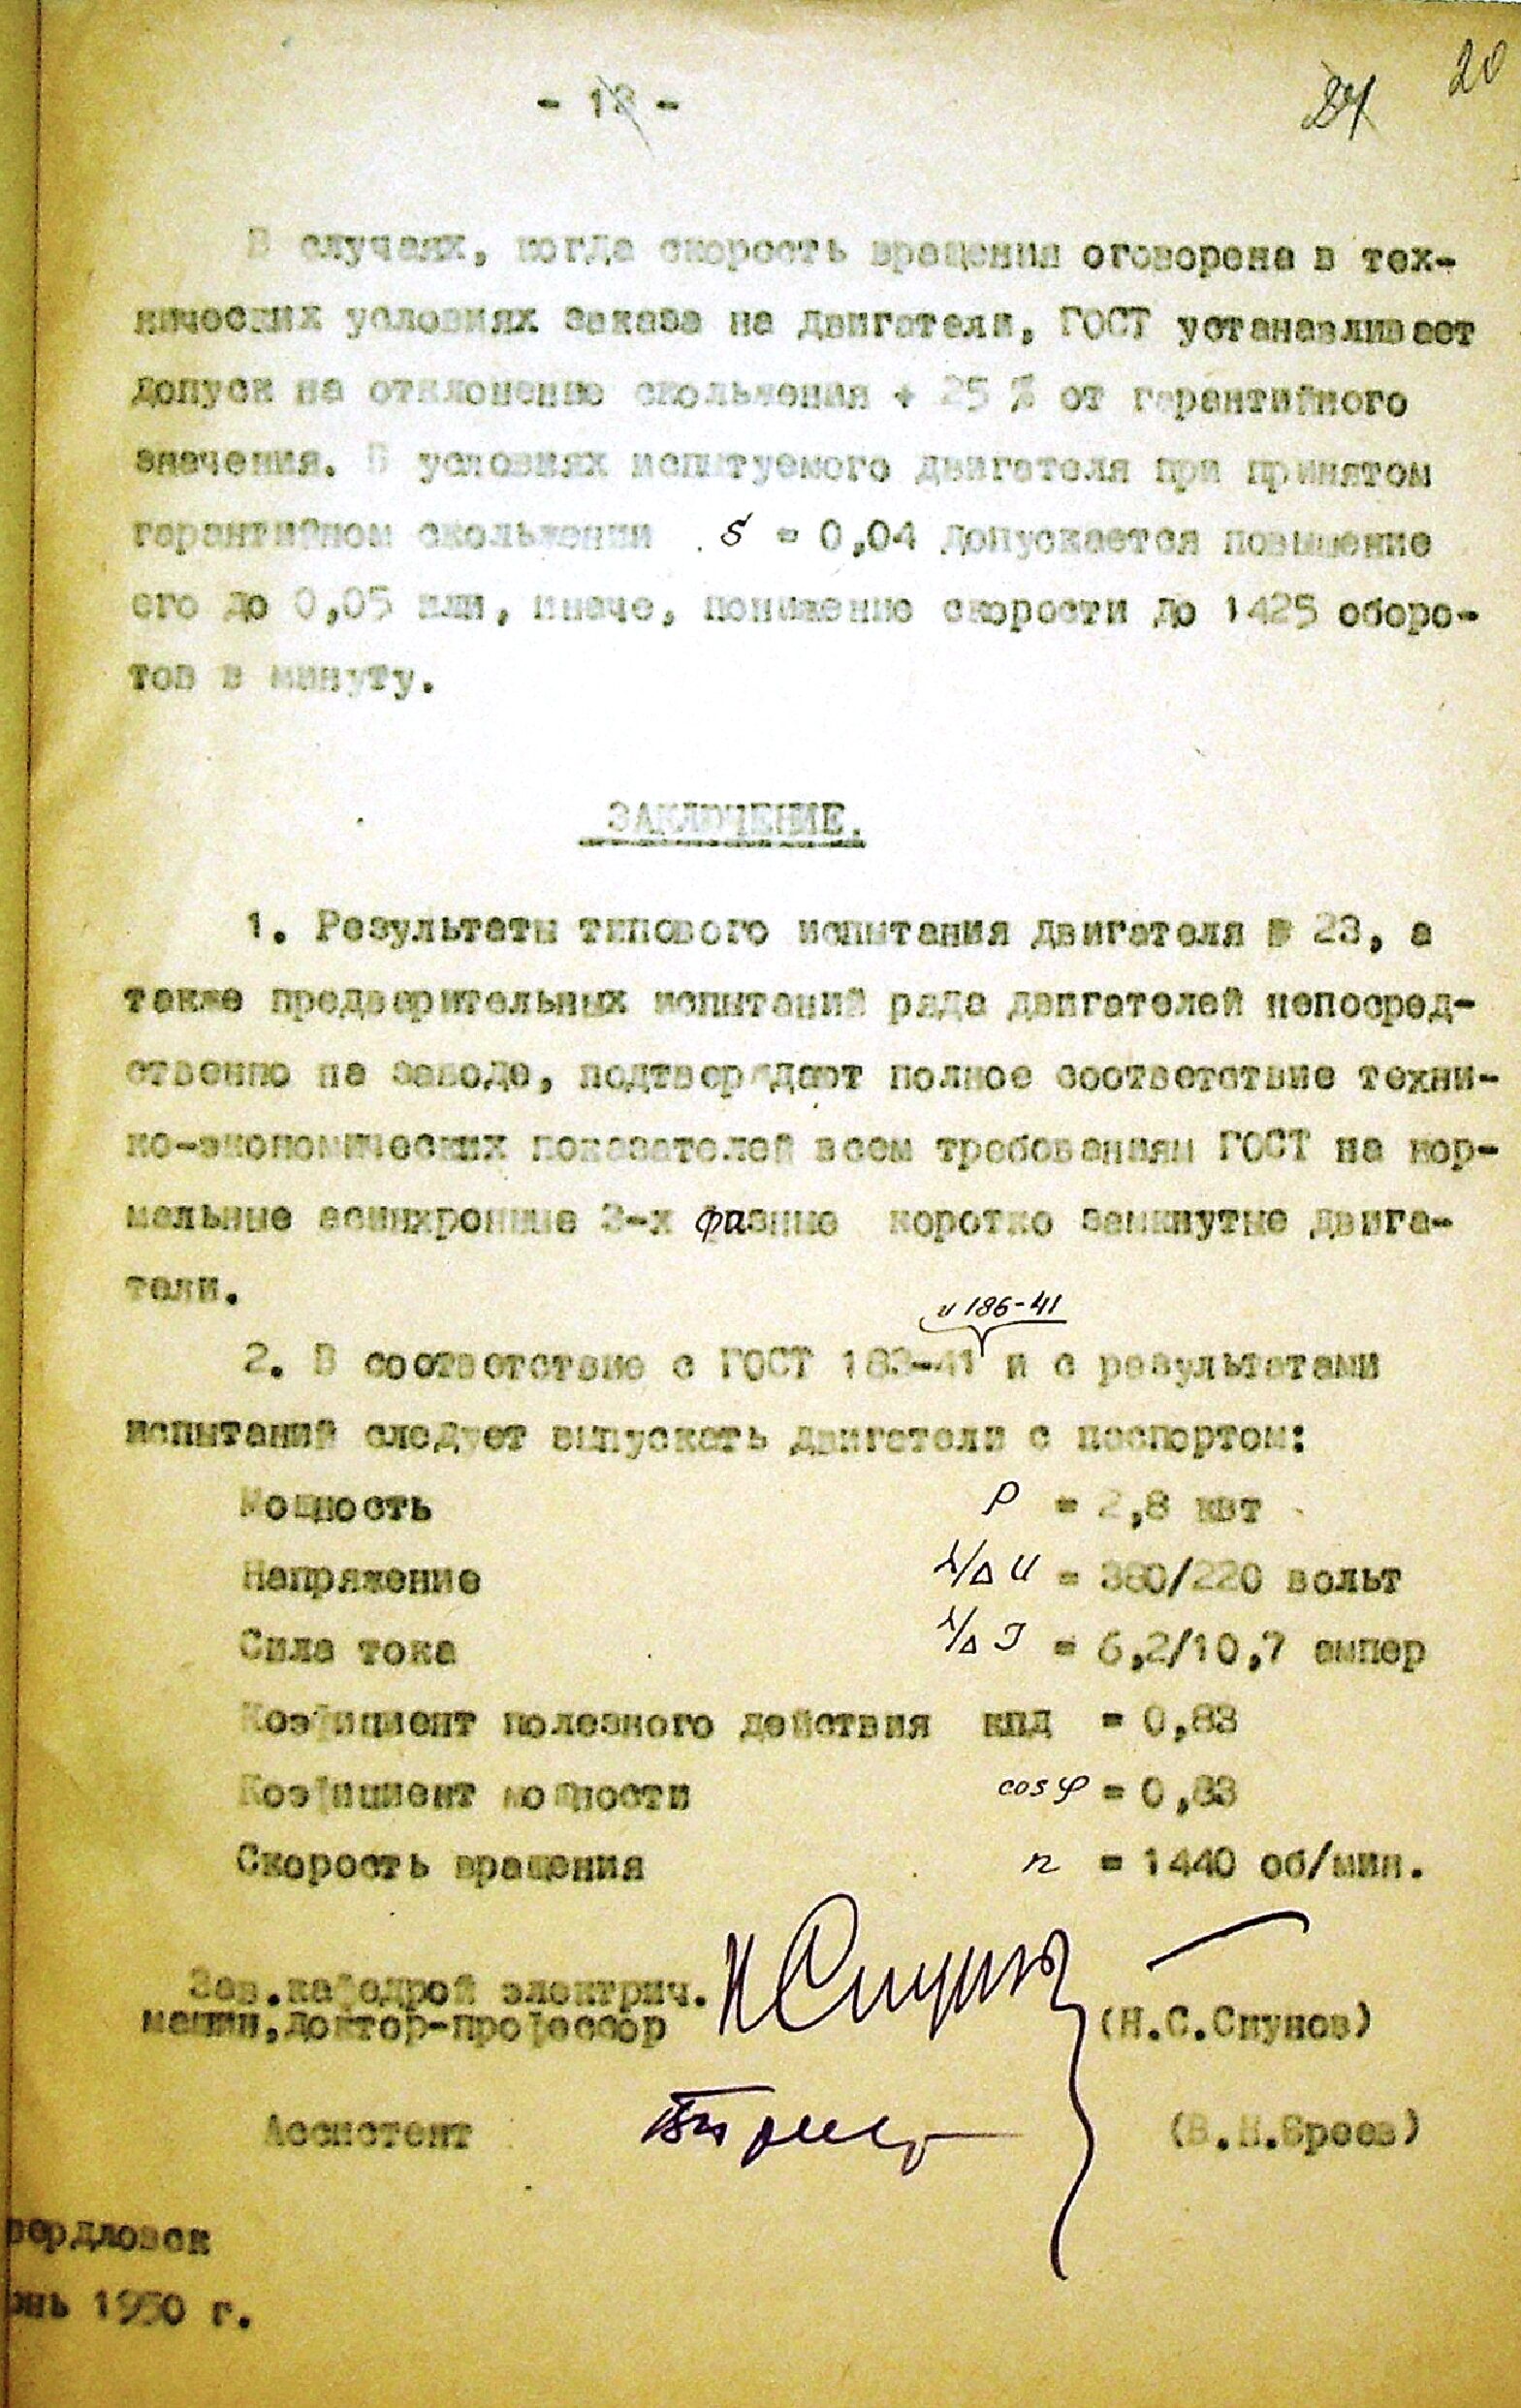 20
- 18 - 24
В случаях, когда скорость вращения оговорена в тех-
нических условиях заказа на двигатели, ГОСТ устанавливает
допуск на отклонение скольжения + 25 % от гарантийного
значения. В условиях испытуемого двигателя при принятом
гарантийном скольжении s = 0,04 допускается повышение
его до 0,05 или, иначе, понижение скорости до 1425 оборо-
тов в минуту.
ЗАКЛЮЧЕНИЕ.
1. Результаты типового испытания двигателя № 23, а
также предварительных испытаний ряда двигателей непосред-
ственно на заводе, подтверждают полное соответствие техни-
ко-экономических показателей всем требованиям ГОСТ на нор-
мальные асинхронные 3-х фазные коротко замкнутые двига-
тели.
и 186-41
2. В соответствие с ГОСТ 183-41 и с результатами
испытаний следует выпускать двигатели с паспортом:
Мощность P = 2,8 квт
Напряжение λ/Δ U = 380/220 вольт
Сила тока λ/Δ J = 6,2/10,7 ампер
Коэфициент полезного действия кпд = 0,83
Коэфициент мощности cos φ = 0,83
Скорость вращения n = 1440 об/мин.
Зав.кафедрой электрич.
машин,доктор-профессор (Н.С.Сиунов)
Ассистент (В.Н.Бреев)
вердловск
юнь 1950 г.